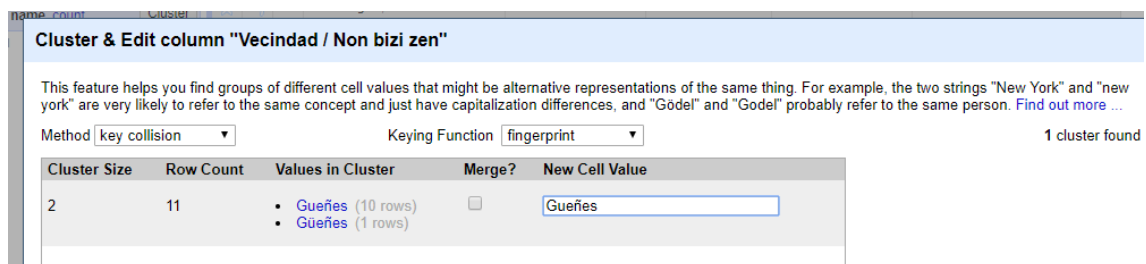 name count Cluster
Cluster & Edit column "Vecindad / Non bizi zen"
This feature helps you find groups of different cell values that might be alternative representations of the same thing. For example, the two strings "New York" and "new
york" are very likely to refer to the same concept and just have capitalization differences, and "Gödel" and "Godel" probably refer to the same person. Find out more ...
Method key collision Keying Function fingerprint 1 cluster found
Cluster Size Row Count Values in Cluster Merge? New Cell Value
2 11 • Gueñes (10 rows) Gueñes
• Güeñes (1 rows)